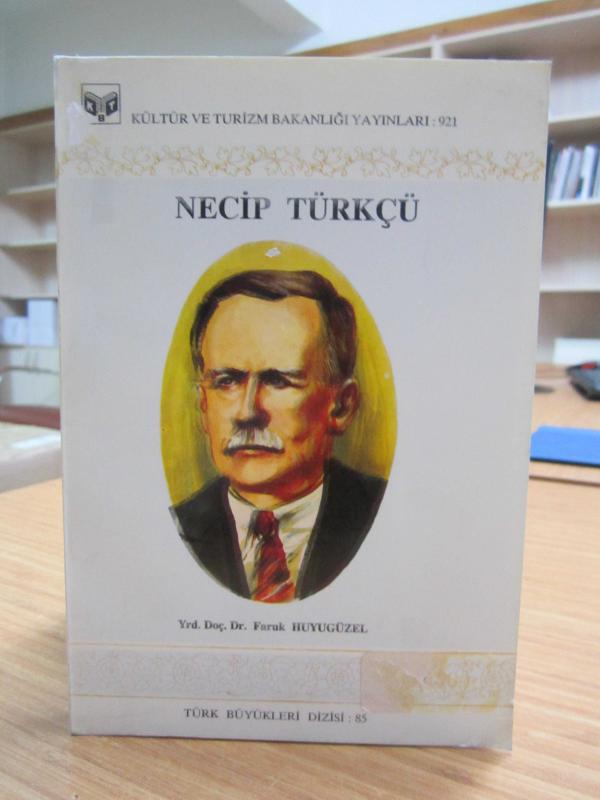 K B T
KÜLTÜR VE TURİZM BAKANLIĞI YAYINLARI : 921
NECİP TÜRKÇÜ
Yrd. Doç. Dr. Faruk HUYUGÜZEL
TÜRK BÜYÜKLERİ DİZİSİ : 85